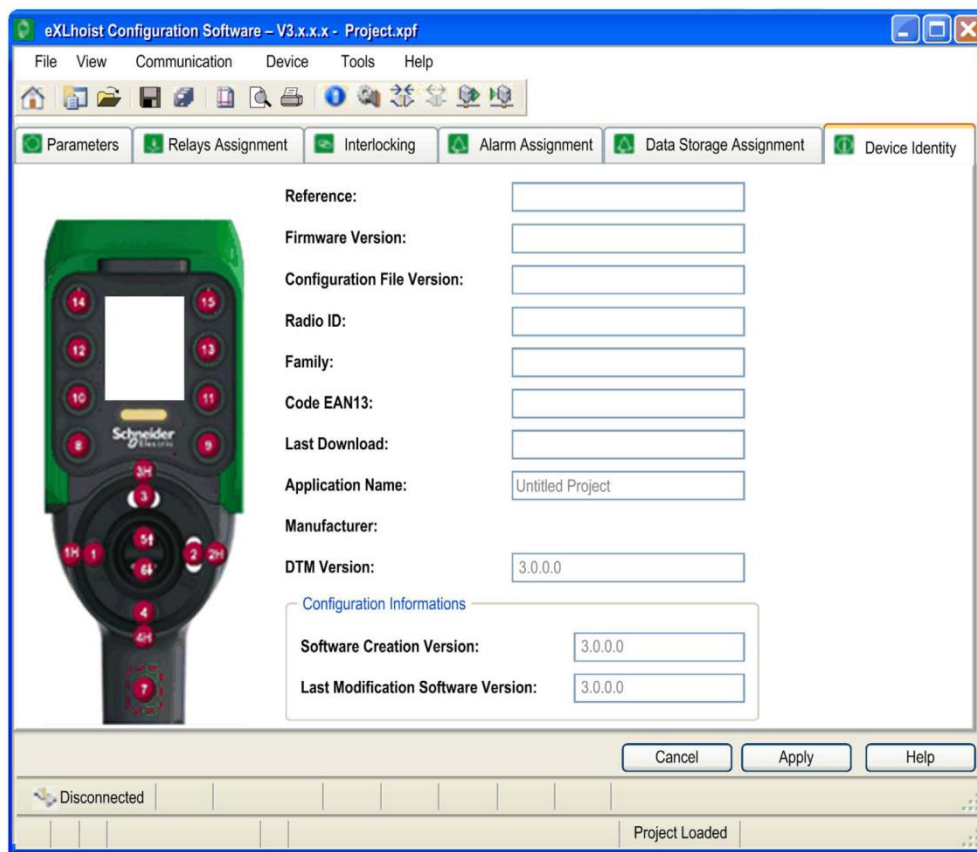 eXLhoist Configuration Software – V3.x.x.x - Project.xpf
File View Communication Device Tools Help
Parameters Relays Assignment Interlocking Alarm Assignment Data Storage Assignment Device Identity
Reference:
Firmware Version:
Configuration File Version:
Radio ID:
Family:
Code EAN13:
Last Download:
Application Name: Untitled Project
Manufacturer:
DTM Version: 3.0.0.0
Configuration Informations
Software Creation Version: 3.0.0.0
Last Modification Software Version: 3.0.0.0
14 15
12 13
10 11
Schneider
Electric
8 9
3H
3
5
1H 1 2 2H
6
4
4H
7
Cancel Apply Help
Disconnected
Project Loaded